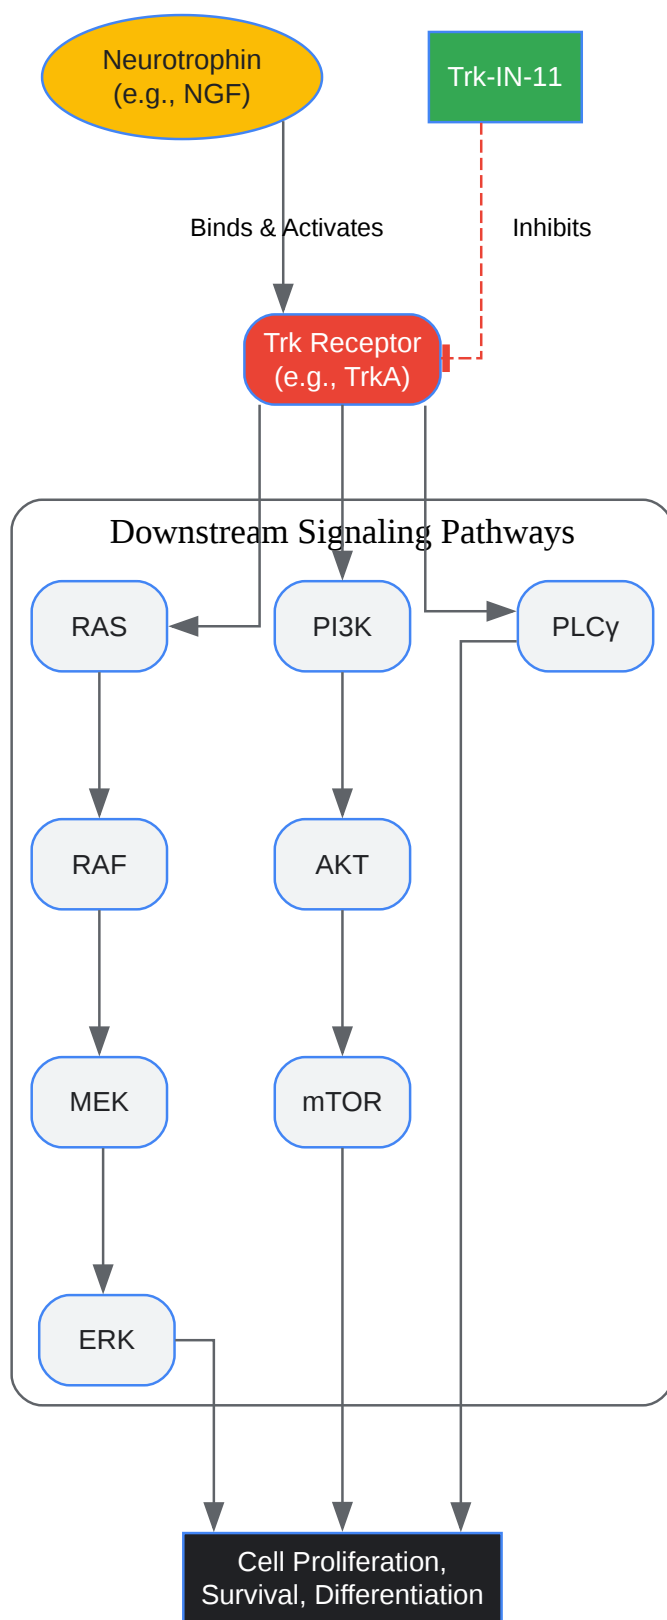 Neurotrophin
(e.g., NGF)
Trk-IN-11
Binds & Activates
Inhibits
Trk Receptor
(e.g., TrkA)
Downstream Signaling Pathways
RAS
PI3K
PLCγ
RAF
AKT
MEK
mTOR
ERK
Cell Proliferation,
Survival, Differentiation